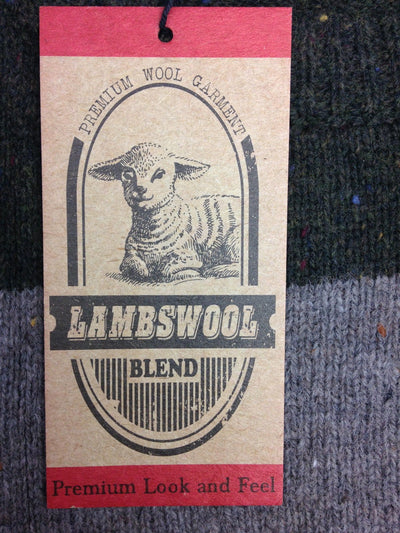 PREMIUM WOOL GARMENT
LAMBSWOOL
BLEND
Premium Look and Feel